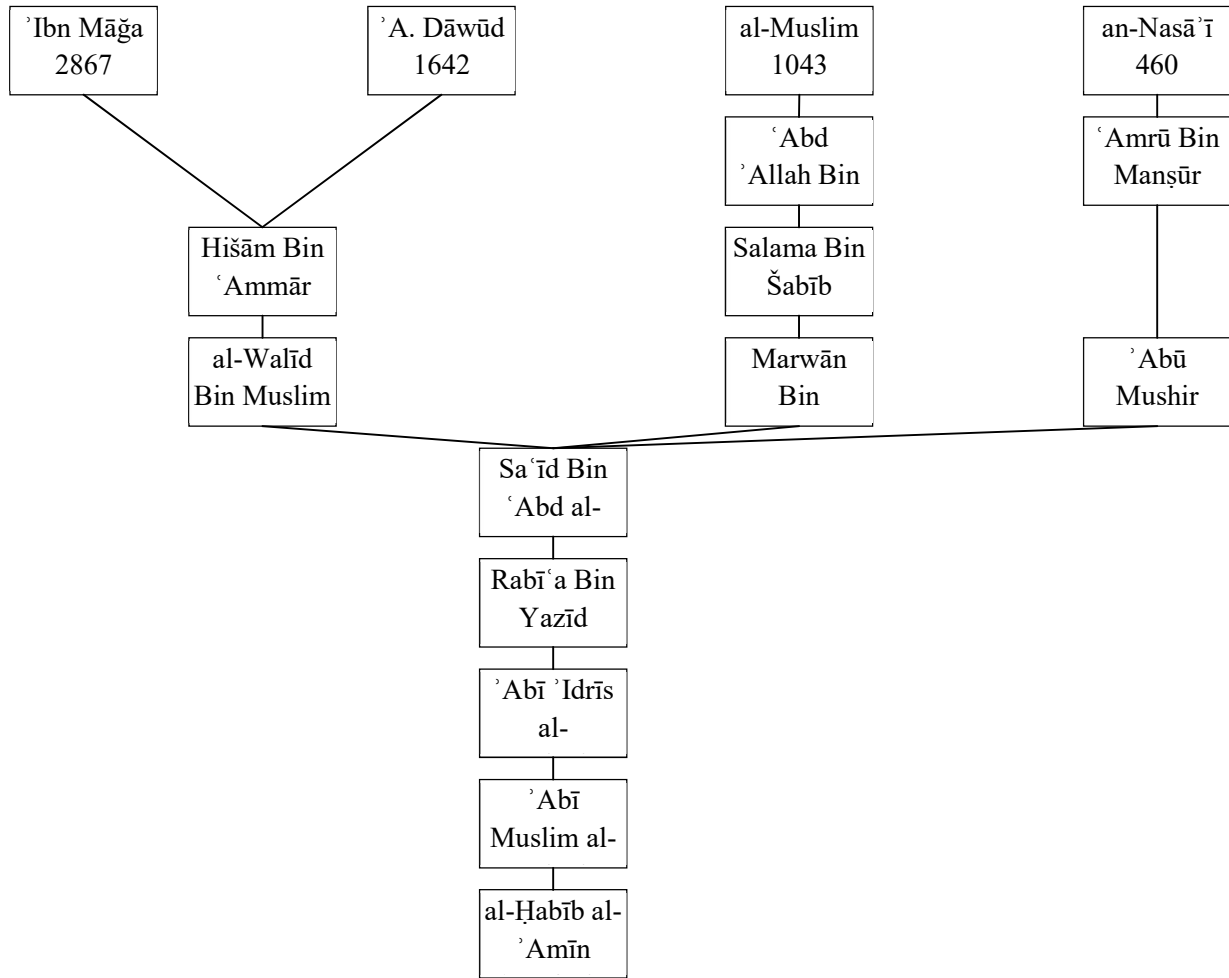 ʾIbn Māğa
2867
ʾA. Dāwūd
1642
al-Muslim
1043
an-Nasāʾī
460
ʿAbd
ʾAllah Bin
ʿAmrū Bin
Manṣūr
Hišām Bin
ʿAmmār
Salama Bin
Šabīb
al-Walīd
Bin Muslim
Marwān
Bin
ʾAbū
Mushir
Saʿīd Bin
ʿAbd al-
Rabīʿa Bin
Yazīd
ʾAbī ʾIdrīs
al-
ʾAbī
Muslim al-
al-Ḥabīb al-
ʾAmīn